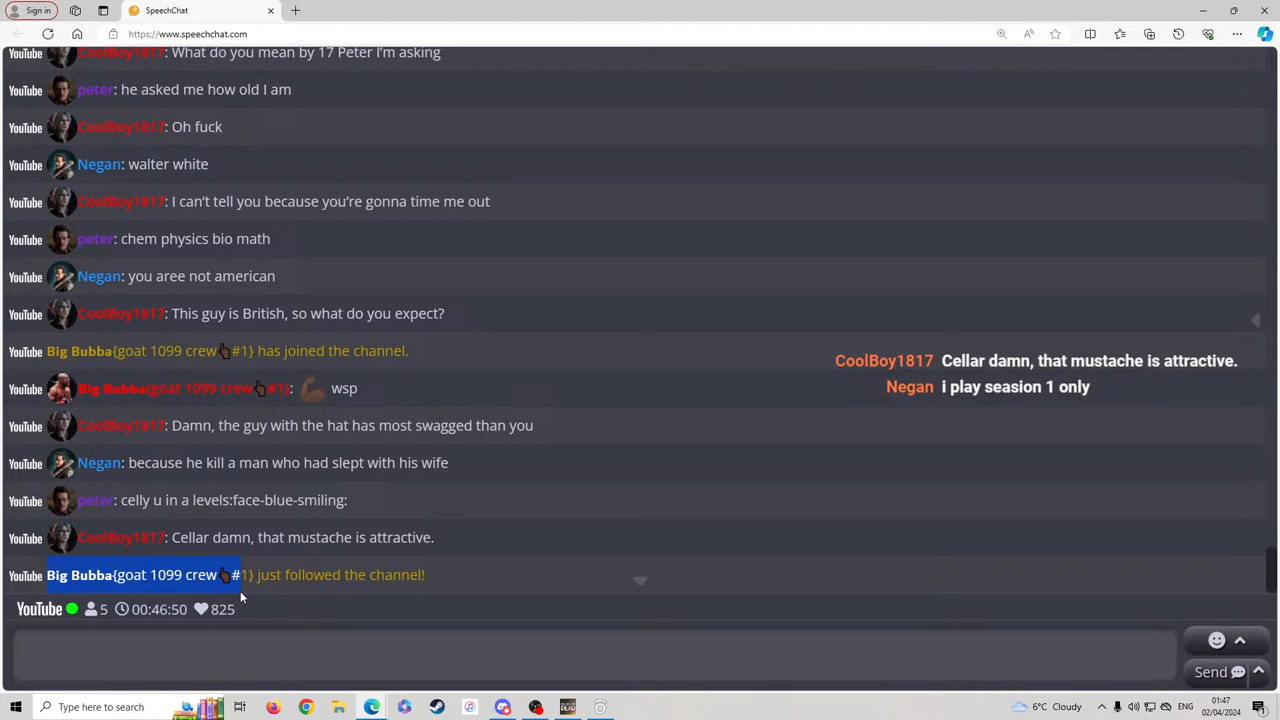 Sign in
SpeechChat
https://www.speechchat.com
YouTube CoolBoy1817: What do you mean by 17 Peter I'm asking
YouTube peter: he asked me how old I am
YouTube CoolBoy1817: Oh fuck
YouTube Negan: walter white
YouTube CoolBoy1817: I can't tell you because you're gonna time me out
YouTube peter: chem physics bio math
YouTube Negan: you aree not american
YouTube CoolBoy1817: This guy is British, so what do you expect?
YouTube Big Bubba{goat 1099 crew👆🏿#1} has joined the channel.
CoolBoy1817 Cellar damn, that mustache is attractive.
YouTube Big Bubba{goat 1099 crew👆🏿#1}: 💪🏾 wsp
Negan i play seasion 1 only
YouTube CoolBoy1817: Damn, the guy with the hat has most swagged than you
YouTube Negan: because he kill a man who had slept with his wife
YouTube peter: celly u in a levels:face-blue-smiling:
YouTube CoolBoy1817: Cellar damn, that mustache is attractive.
YouTube Big Bubba{goat 1099 crew👆🏿#1} just followed the channel!
YouTube 5 00:46:50 825
Send
Type here to search
6°C Cloudy
01:47
02/04/2024